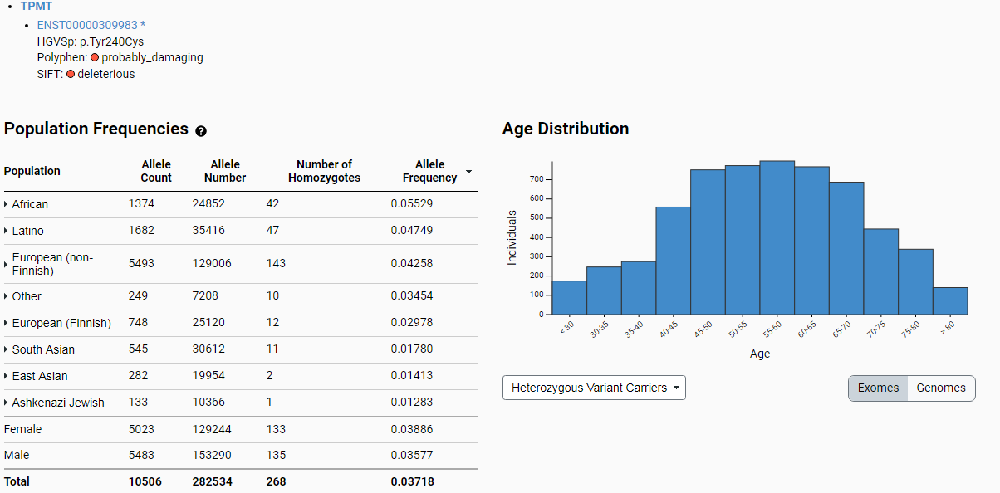 TPMT
ENST00000309983 *
HGVSp: p.Tyr240Cys
Polyphen: probably_damaging
SIFT: deleterious
Population Frequencies ?
Population Allele Count Allele Number Number of Homozygotes Allele Frequency
African 1374 24852 42 0.05529
Latino 1682 35416 47 0.04749
European (non-Finnish) 5493 129006 143 0.04258
Other 249 7208 10 0.03454
European (Finnish) 748 25120 12 0.02978
South Asian 545 30612 11 0.01780
East Asian 282 19954 2 0.01413
Ashkenazi Jewish 133 10366 1 0.01283
Female 5023 129244 133 0.03886
Male 5483 153290 135 0.03577
Total 10506 282534 268 0.03718
Age Distribution
Individuals
700
600
500
400
300
200
100
0
< 30 30-35 35-40 40-45 45-50 50-55 55-60 60-65 65-70 70-75 75-80 > 80
Age
Heterozygous Variant Carriers
Exomes Genomes